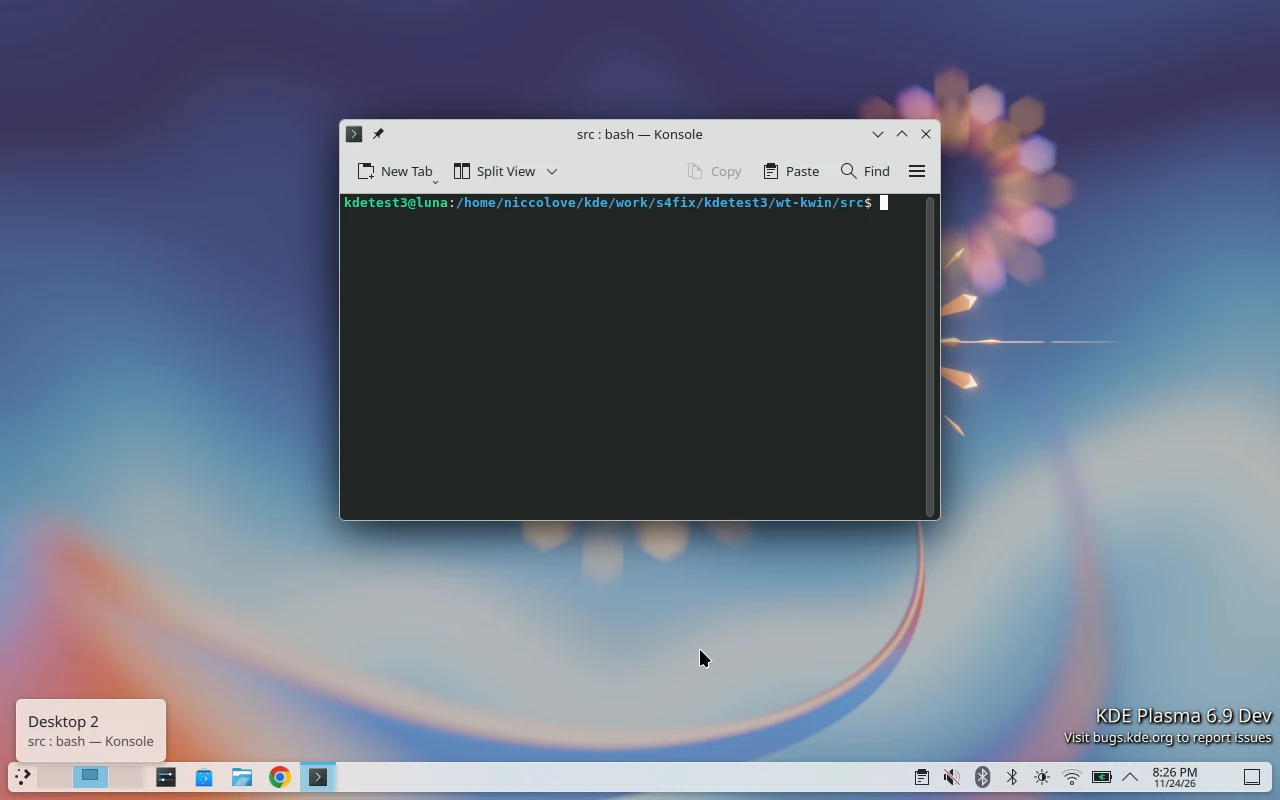 src : bash — Konsole
New Tab
Split View
Copy
Paste
Find
kdetest3@luna:/home/niccolove/kde/work/s4fix/kdetest3/wt-kwin/src$
Desktop 2
src : bash — Konsole
KDE Plasma 6.9 Dev
Visit bugs.kde.org to report issues
8:26 PM
11/24/26